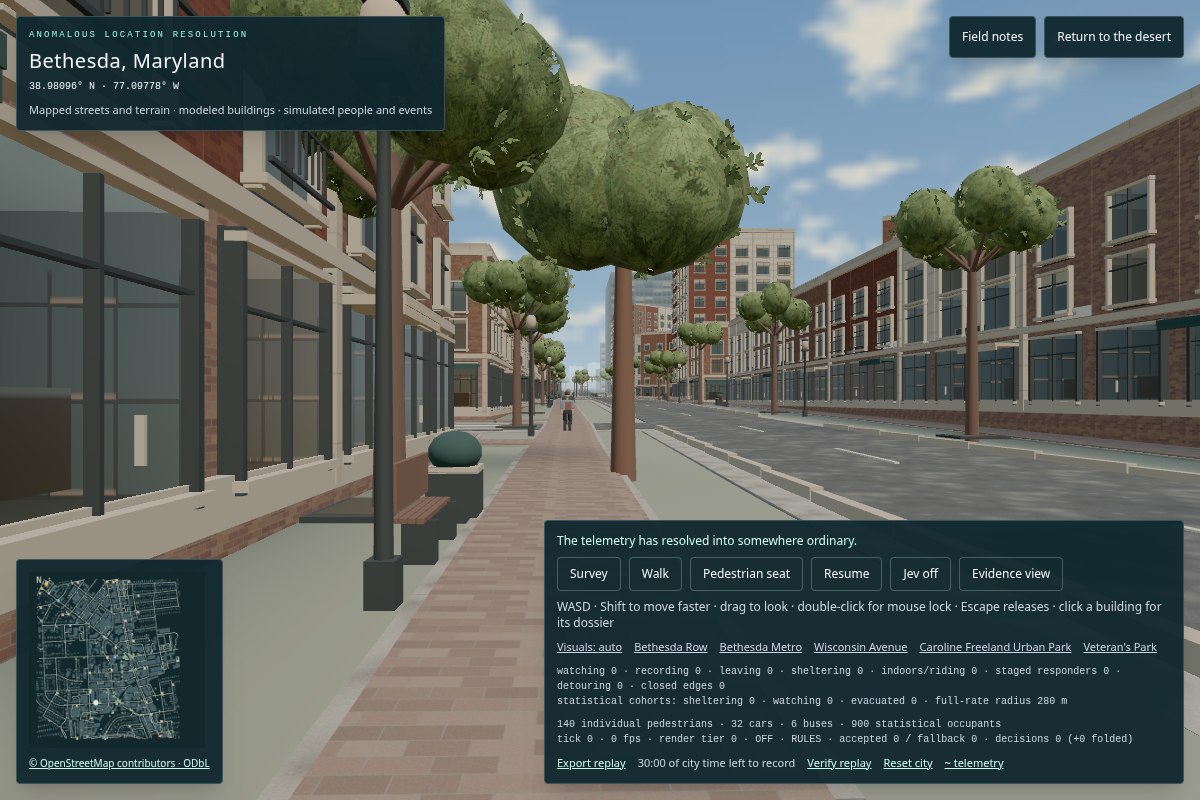 ANOMALOUS LOCATION RESOLUTION
Bethesda, Maryland
38.98096° N · 77.09778° W
Mapped streets and terrain · modeled buildings · simulated people and events
Field notes
Return to the desert
N
© OpenStreetMap contributors · ODbL
The telemetry has resolved into somewhere ordinary.
Survey
Walk
Pedestrian seat
Resume
Jev off
Evidence view
WASD · Shift to move faster · drag to look · double-click for mouse lock · Escape releases · click a building for
its dossier
Visuals: auto
Bethesda Row
Bethesda Metro
Wisconsin Avenue
Caroline Freeland Urban Park
Veteran's Park
watching 0 · recording 0 · leaving 0 · sheltering 0 · indoors/riding 0 · staged responders 0 ·
detouring 0 · closed edges 0
statistical cohorts: sheltering 0 · watching 0 · evacuated 0 · full-rate radius 280 m
140 individual pedestrians · 32 cars · 6 buses · 900 statistical occupants
tick 0 · 0 fps · render tier 0 · OFF · RULES · accepted 0 / fallback 0 · decisions 0 (+0 folded)
Export replay
30:00 of city time left to record
Verify replay
Reset city
~ telemetry